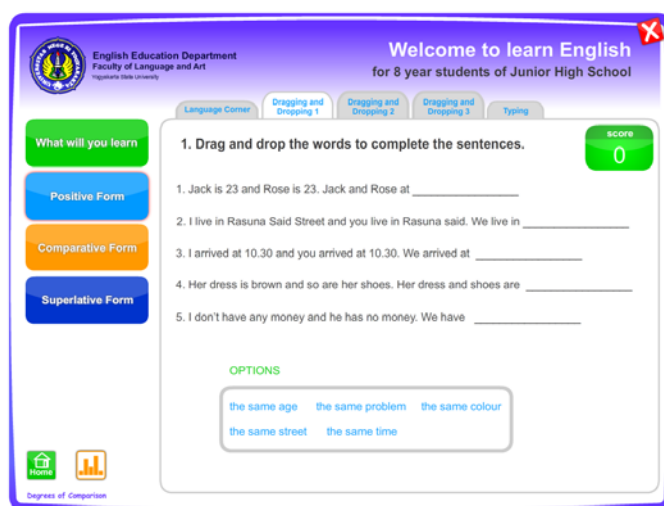 English Education Department
Faculty of Language and Art
Yogyakarta State University
Welcome to learn English
for 8 year students of Junior High School
Language Corner
Dragging and
Dropping 1
Dragging and
Dropping 2
Dragging and
Dropping 3
Typing
What will you learn
Positive Form
Comparative Form
Superlative Form
1. Drag and drop the words to complete the sentences.
score
0
1. Jack is 23 and Rose is 23. Jack and Rose at
2. I live in Rasuna Said Street and you live in Rasuna said. We live in
3. I arrived at 10.30 and you arrived at 10.30. We arrived at
4. Her dress is brown and so are her shoes. Her dress and shoes are
5. I don't have any money and he has no money. We have
OPTIONS
the same age the same problem the same colour
the same street the same time
Home
Degrees of Comparison